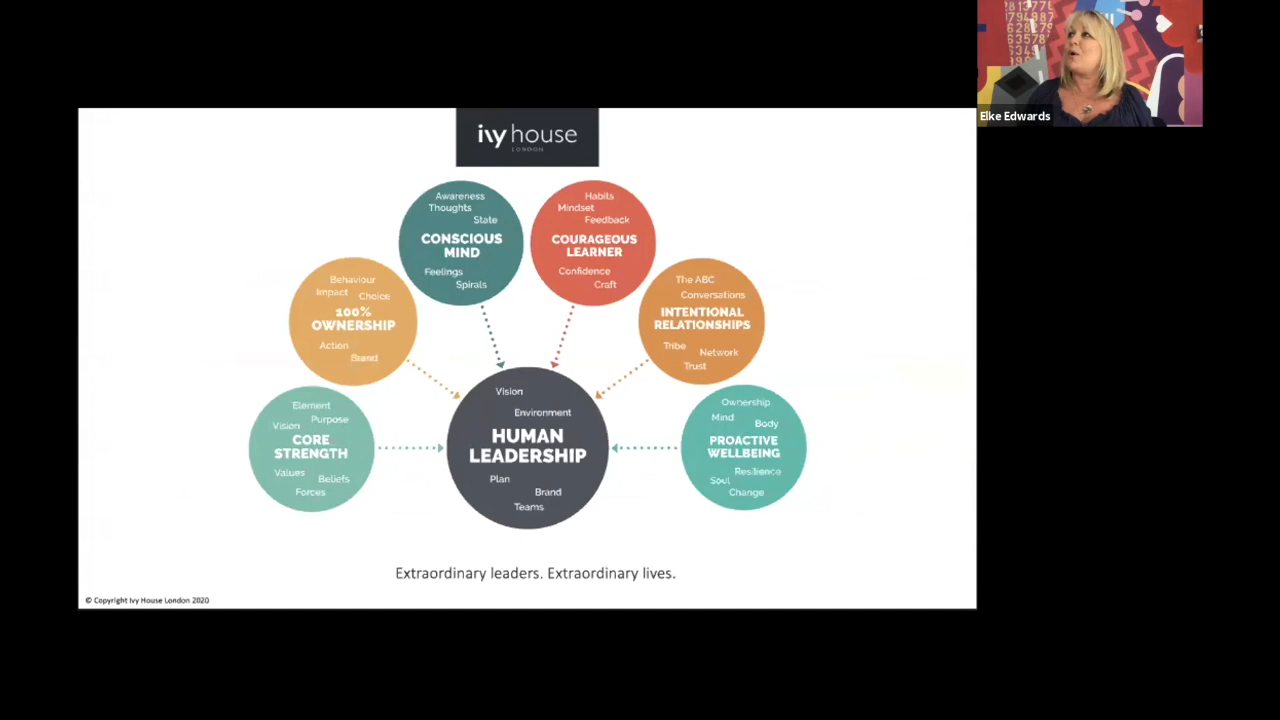 ivy house
LONDON
Awareness
Thoughts
State
CONSCIOUS
MIND
Feelings
Spirals
Habits
Mindset
Feedback
COURAGEOUS
LEARNER
Confidence
Craft
Behaviour
Impact
Choice
100%
OWNERSHIP
Action
Brand
The ABC
Conversations
INTENTIONAL
RELATIONSHIPS
Tribe
Network
Trust
Element
Purpose
Vision
CORE
STRENGTH
Values
Beliefs
Forces
Vision
Environment
HUMAN
LEADERSHIP
Plan
Brand
Teams
Ownership
Mind
Body
PROACTIVE
WELLBEING
Resilience
Soul
Change
Extraordinary leaders. Extraordinary lives.
© Copyright Ivy House London 2020
Elke Edwards